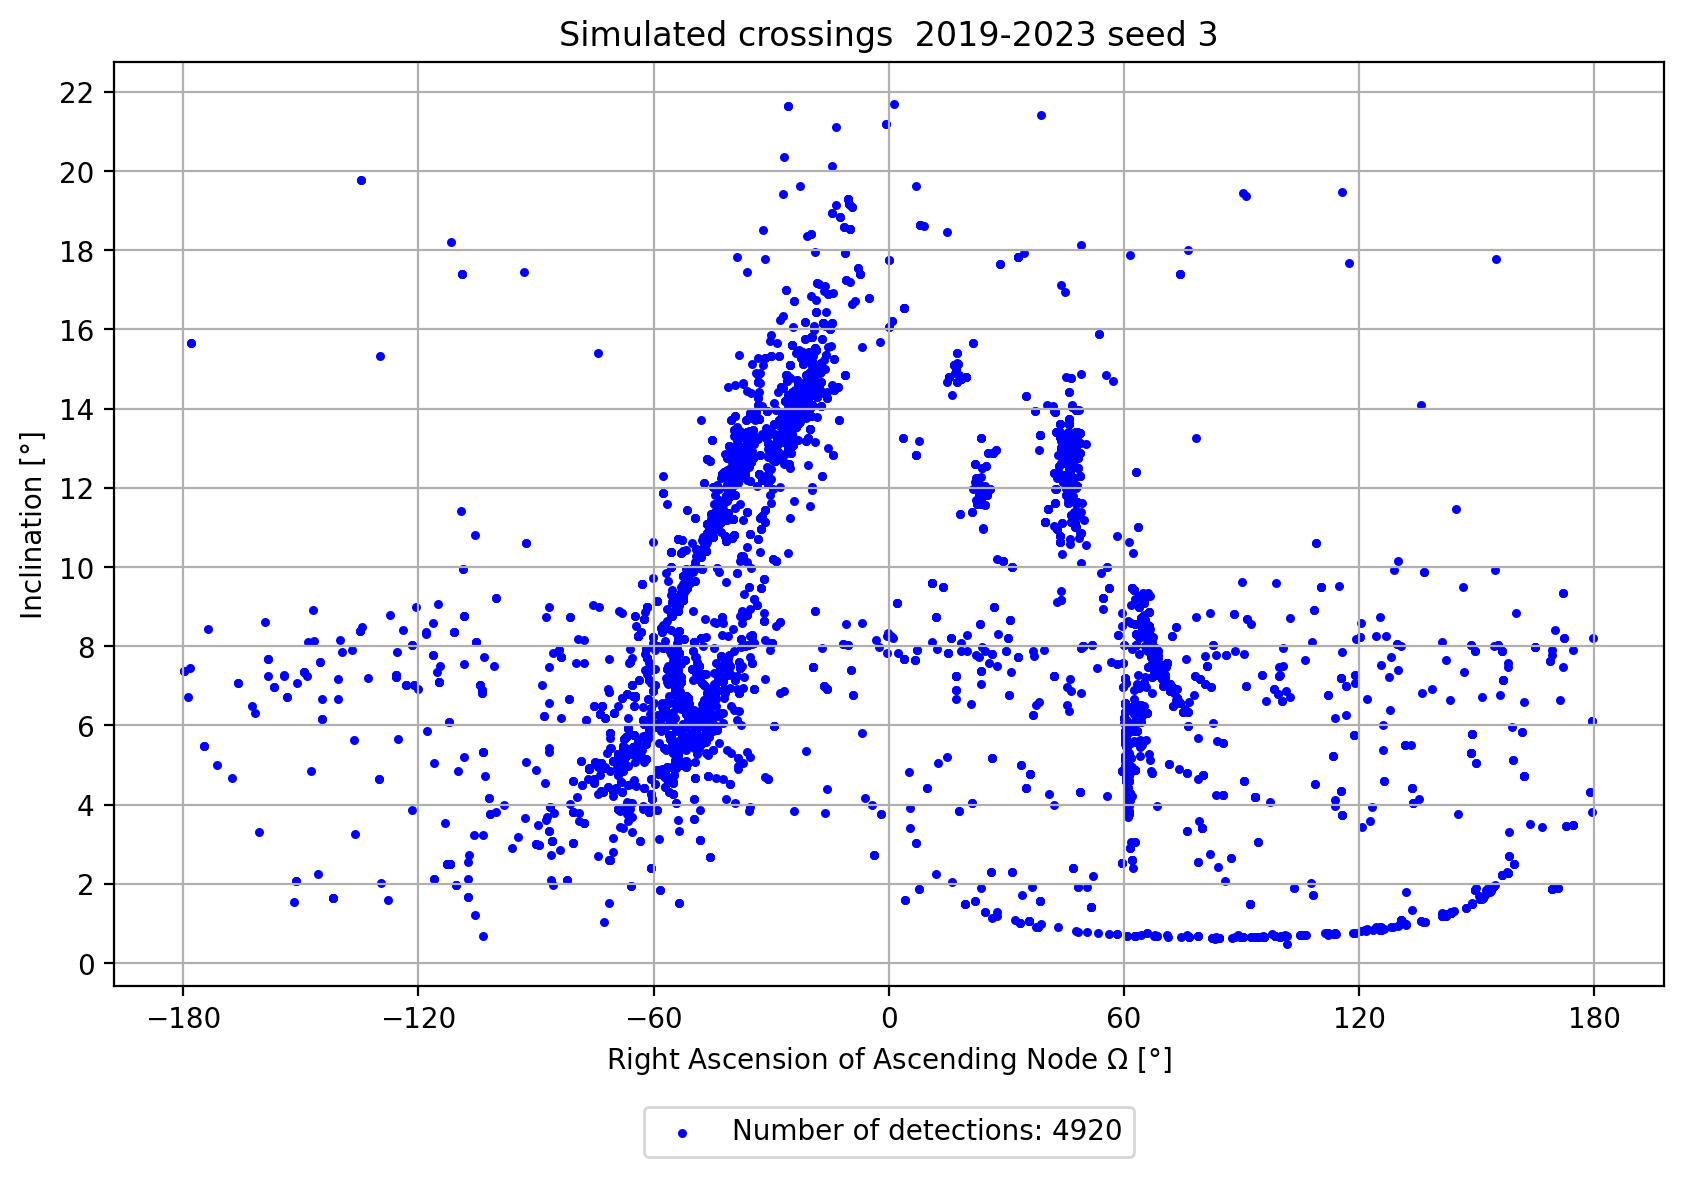 Simulated crossings  2019-2023 seed 3
22
20
18
16
14
12
10
8
6
4
2
0
Inclination [°]
−180 −120 −60 0 60 120 180
Right Ascension of Ascending Node Ω [°]
Number of detections: 4920